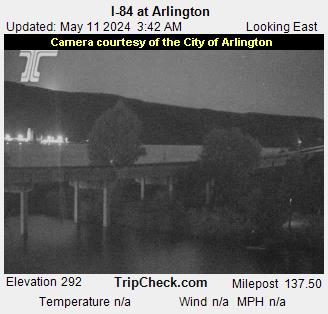 I-84 at Arlington
Updated: May 11 2024 3:42 AM Looking East
Camera courtesy of the City of Arlington
Elevation 292 TripCheck.com Milepost 137.50
Temperature n/a Wind n/a MPH n/a